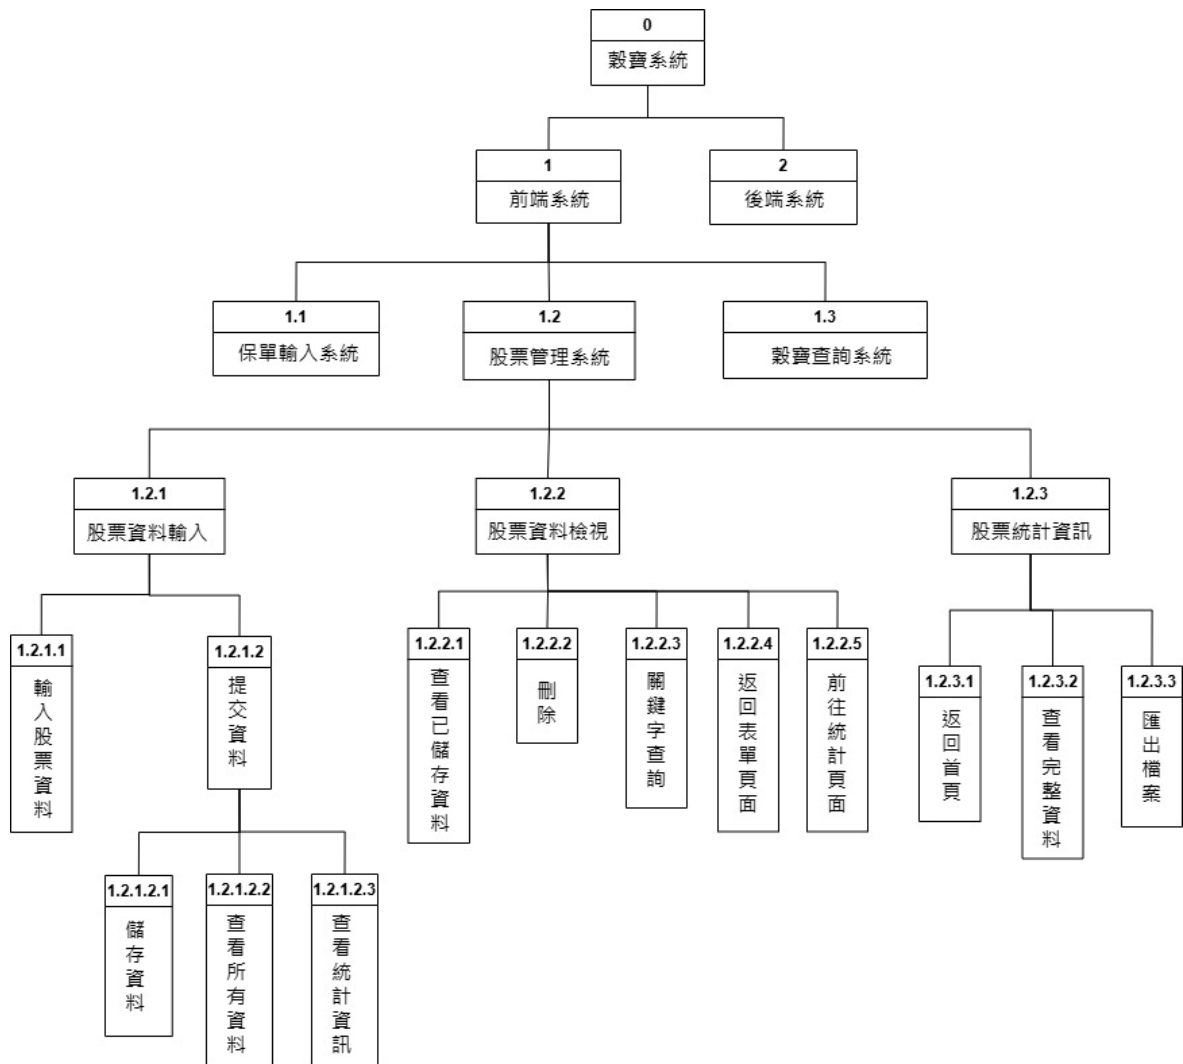 0
穀寶系統
1
前端系統
2
後端系統
1.1
保單輸入系統
1.2
股票管理系統
1.3
穀寶查詢系統
1.2.1
股票資料輸入
1.2.2
股票資料檢視
1.2.3
股票統計資訊
1.2.1.1
輸入股票資料
1.2.1.2
提交資料
1.2.2.1
查看已儲存資料
1.2.2.2
刪除
1.2.2.3
關鍵字查詢
1.2.2.4
返回表單頁面
1.2.2.5
前往統計頁面
1.2.3.1
返回首頁
1.2.3.2
查看完整資料
1.2.3.3
匯出檔案
1.2.1.2.1
儲存資料
1.2.1.2.2
查看所有資料
1.2.1.2.3
查看統計資訊